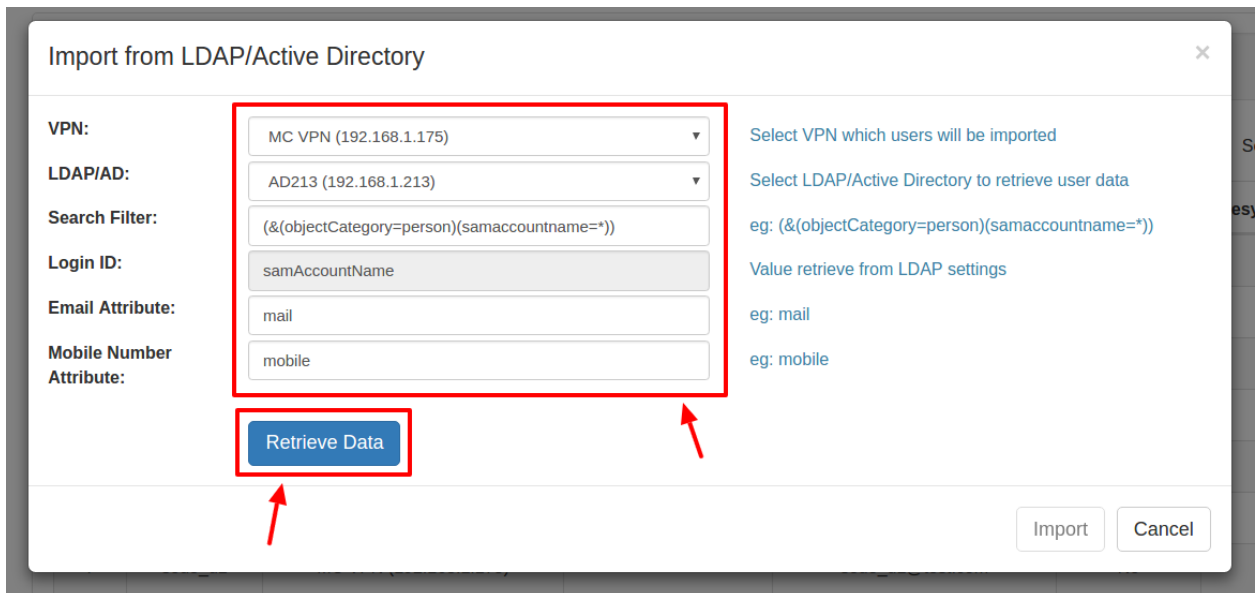 Import from LDAP/Active Directory ×
VPN: MC VPN (192.168.1.175) ▼ Select VPN which users will be imported
LDAP/AD: AD213 (192.168.1.213) ▼ Select LDAP/Active Directory to retrieve user data
Search Filter: (&(objectCategory=person)(samaccountname=*)) eg: (&(objectCategory=person)(samaccountname=*))
Login ID: samAccountName Value retrieve from LDAP settings
Email Attribute: mail eg: mail
Mobile Number
Attribute: mobile eg: mobile
Retrieve Data
Import Cancel